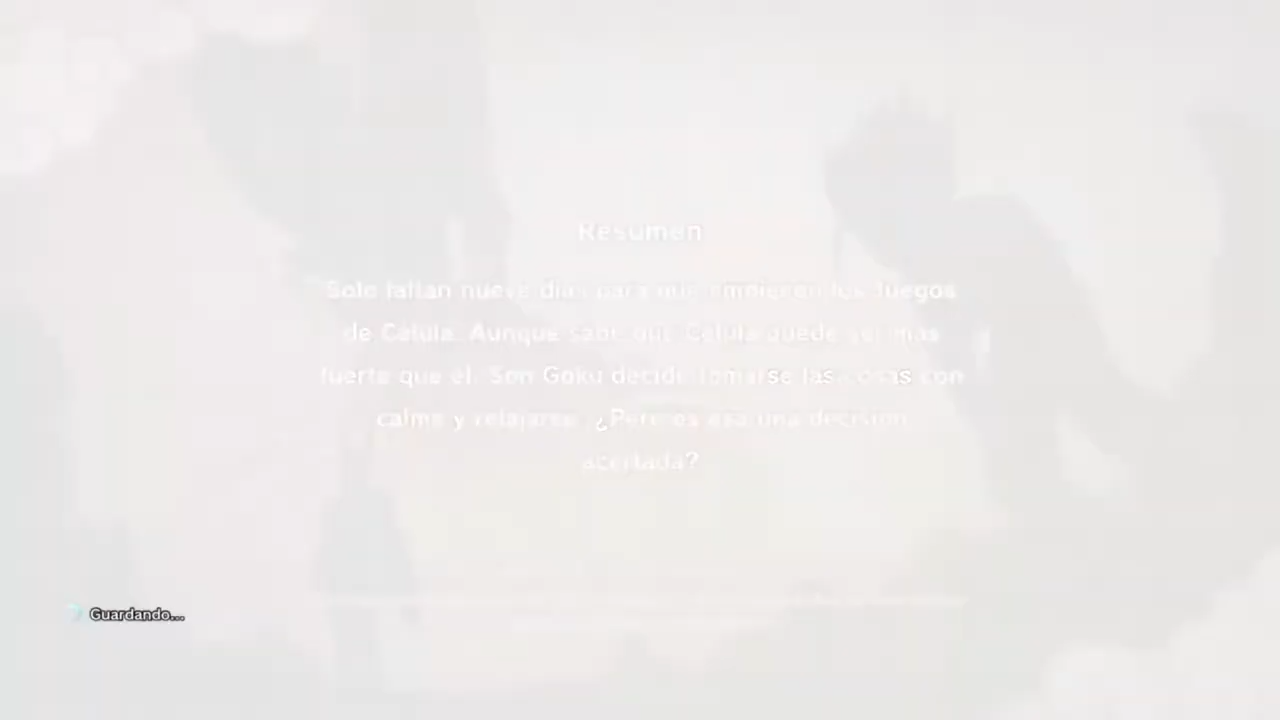 Resumen
Solo faltan nueve días para que empiecen los Juegos
de Célula. Aunque sabe que Célula puede ser más
fuerte que él, Son Goku decide tomarse las cosas con
calma y relajarse. ¿Pero es esa una decisión
acertada?
Guardando...